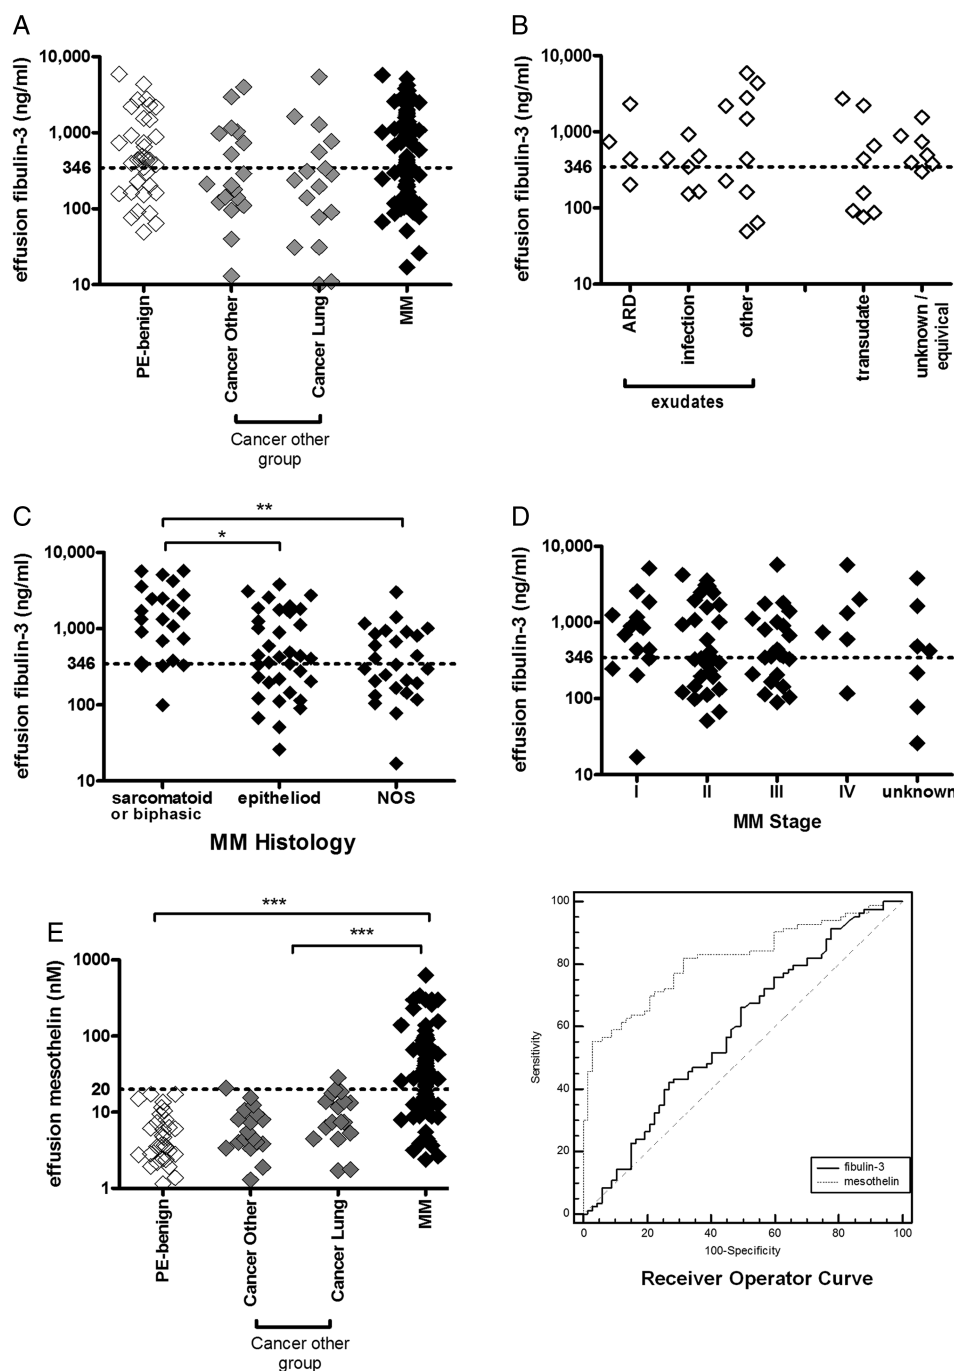 A
effusion fibulin-3 (ng/ml)
10,000
1,000
346
100
10
PE-benign
Cancer Other
Cancer Lung
MM
Cancer other
group
B
effusion fibulin-3 (ng/ml)
10,000
1,000
346
100
10
ARD
infection
other
transudate
unknown /
equivical
exudates
C
effusion fibulin-3 (ng/ml)
10,000
1,000
346
100
10
**
*
sarcomatoid
or biphasic
epitheliod
NOS
MM Histology
D
effusion fibulin-3 (ng/ml)
10,000
1,000
346
100
10
I
II
III
IV
unknown
MM Stage
E
effusion mesothelin (nM)
1000
100
20
10
1
***
***
PE-benign
Cancer Other
Cancer Lung
MM
Cancer other
group
Sensitivity
100
80
60
40
20
0
0
20
40
60
80
100
100-Specificity
fibulin-3
mesothelin
Receiver Operator Curve